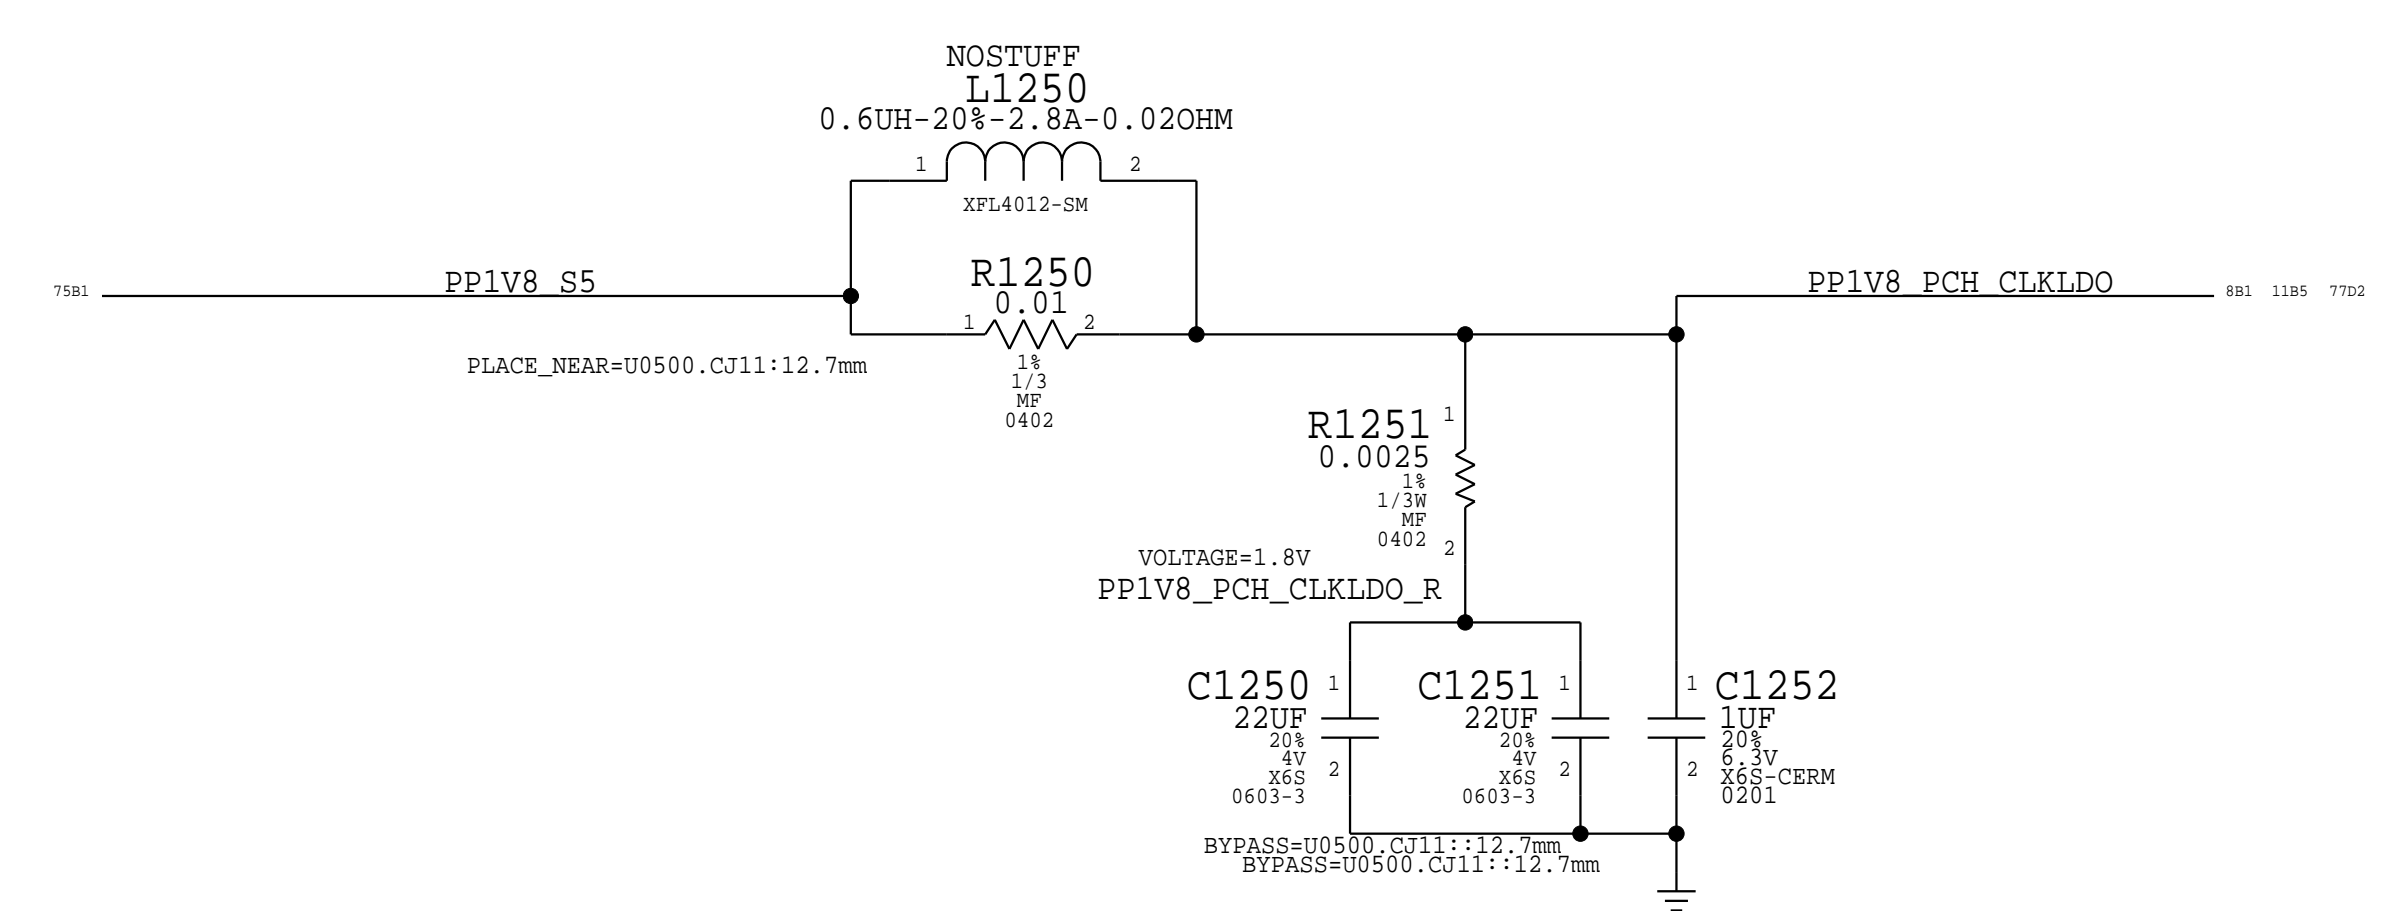 NOSTUFF
L1250
0.6UH-20%-2.8A-0.02OHM
1 2
XFL4012-SM
75B1 PP1V8_S5
R1250
0.01
1 2
1%
1/3
MF
0402
PLACE_NEAR=U0500.CJ11:12.7mm
PP1V8_PCH_CLKLDO 8B1 11B5 77D2
R1251 1
0.0025
1%
1/3W
MF
0402 2
VOLTAGE=1.8V
PP1V8_PCH_CLKLDO_R
C1250 1
22UF
20%
4V
X6S 2
0603-3
C1251 1
22UF
20%
4V
X6S 2
0603-3
1 C1252
1UF
20%
6.3V
2 X6S-CERM
0201
BYPASS=U0500.CJ11::12.7mm
BYPASS=U0500.CJ11::12.7mm